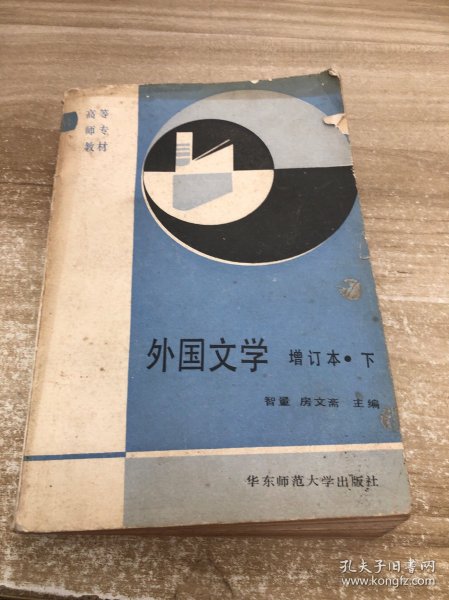 高等
师专
教材
外国文学 增订本·下
智量 房文斋 主编
华东师范大学出版社
孔夫子旧书网
www.kongfz.com